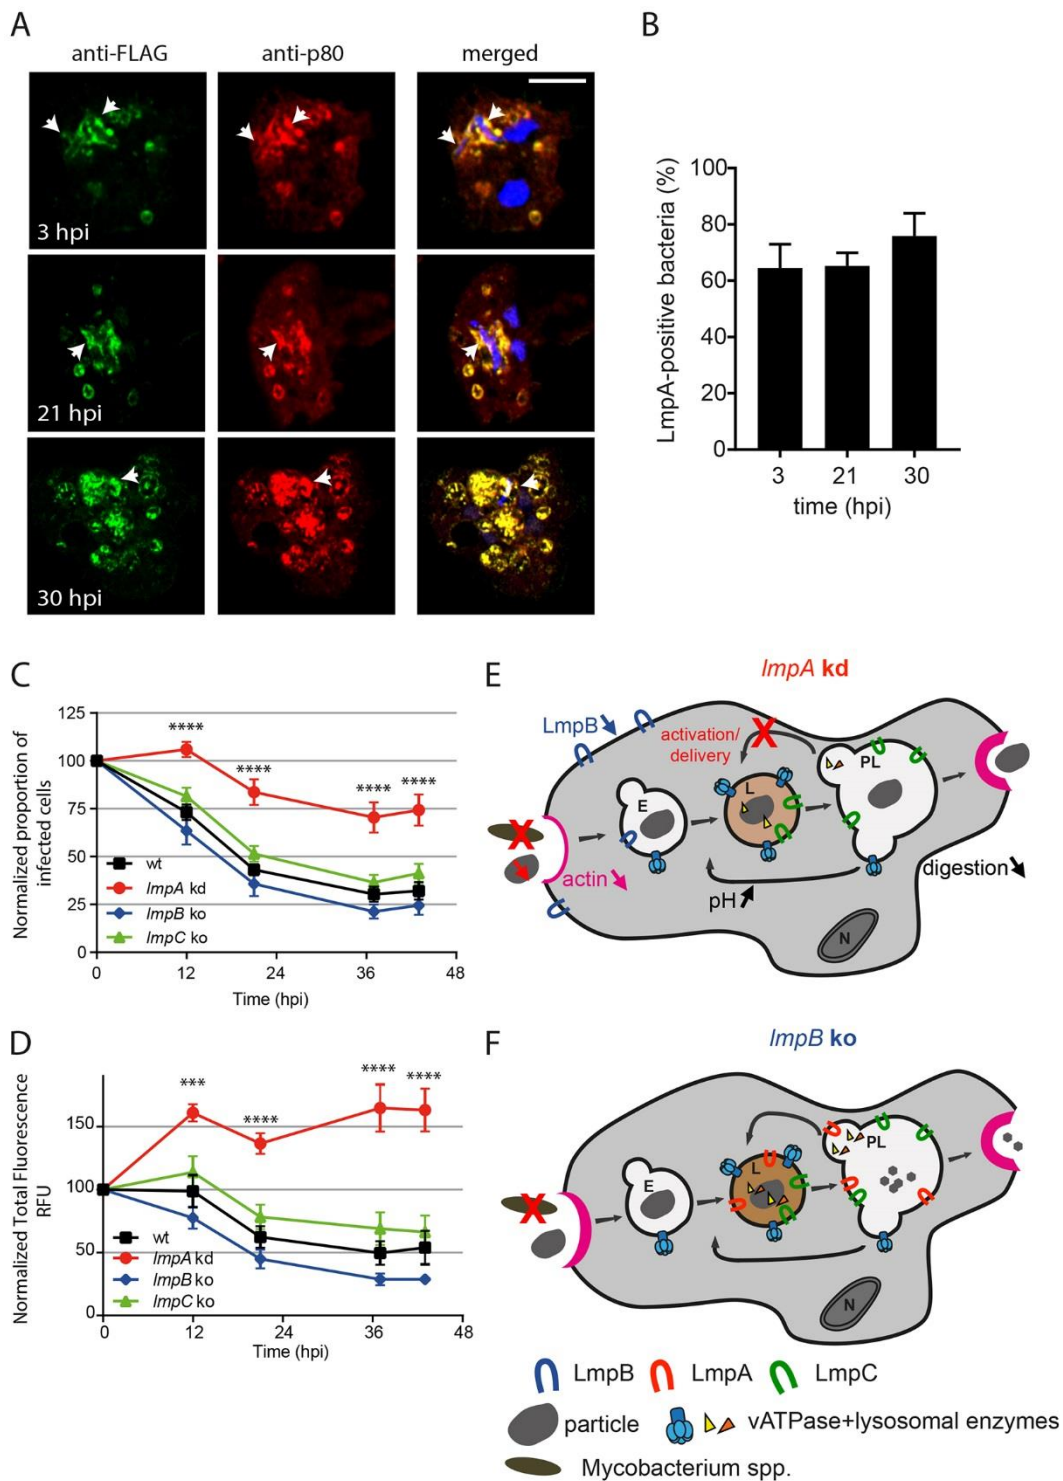 A
anti-FLAG
anti-p80
merged
3 hpi
21 hpi
30 hpi
B
LmpA-positive bacteria (%)
100
80
60
40
20
0
3
21
30
time (hpi)
C
Normalized proportion of
infected cells
125
100
75
50
25
0
****
****
****
****
wt
lmpA kd
lmpB ko
lmpC ko
0
12
24
36
48
Time (hpi)
D
Normalized Total Fluorescence
RFU
150
100
50
0
***
****
****
****
wt
lmpA kd
lmpB ko
lmpC ko
0
12
24
36
48
Time (hpi)
E
lmpA kd
LmpB
activation/
delivery
X
PL
E
L
X
actin
pH
digestion
N
F
lmpB ko
PL
E
L
X
N
LmpB
LmpA
LmpC
particle
vATPase+lysosomal enzymes
Mycobacterium spp.